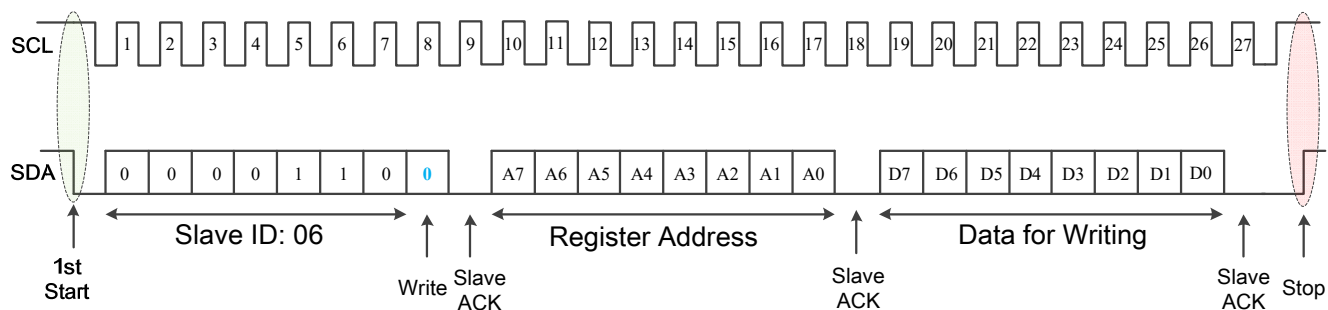 SCL 1 2 3 4 5 6 7 8 9 10 11 12 13 14 15 16 17 18 19 20 21 22 23 24 25 26 27
SDA 0 0 0 0 1 1 0 0 A7 A6 A5 A4 A3 A2 A1 A0 D7 D6 D5 D4 D3 D2 D1 D0
Slave ID: 06 Register Address Data for Writing
1st
Start
Write
Slave
ACK
Slave
ACK
Slave
ACK
Stop